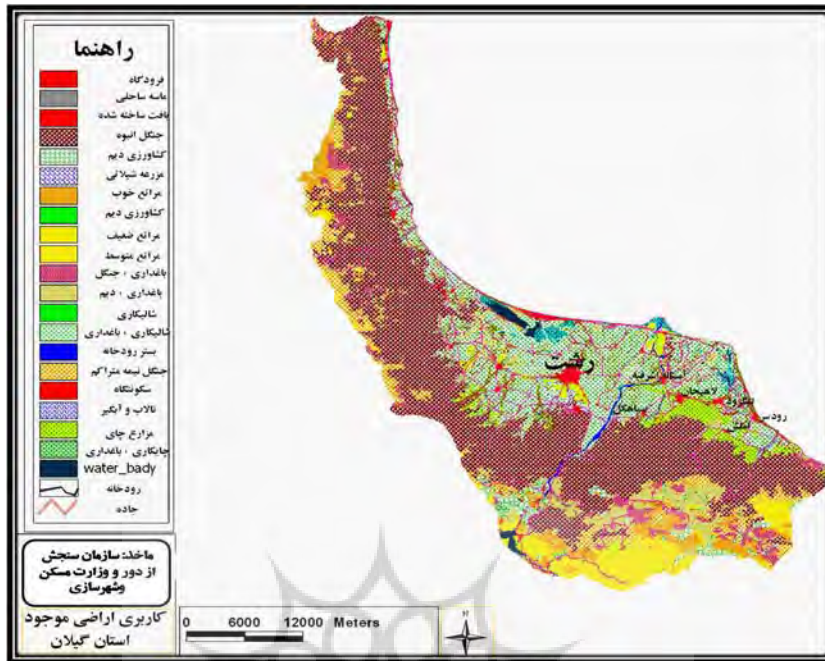 راهنما
فرودگاه
ماسه ساحلی
بافت ساخته شده
جنگل انبوه
کشاورزی دیم
مزرعه شیلاتی
مراتع خوب
کشاورزی دیم
مراتع ضعیف
مراتع متوسط
باغداری ، جنگل
باغداری ، دیم
شالیکاری
شالیکاری ، باغداری
بستر رودخانه
جنگل نیمه متراکم
سکونتگاه
تالاب و آبگیر
مزارع چای
چایکاری ، باغداری
water_bady
رودخانه
جاده
ماخذ: سازمان سنجش
از دور و وزارت مسکن
وشهرسازی
کاربری اراضی موجود
استان گیلان
0 6000 12000 Meters
رشت
لاهیجان
لنگرود
رودسر
املش
سیاهکل